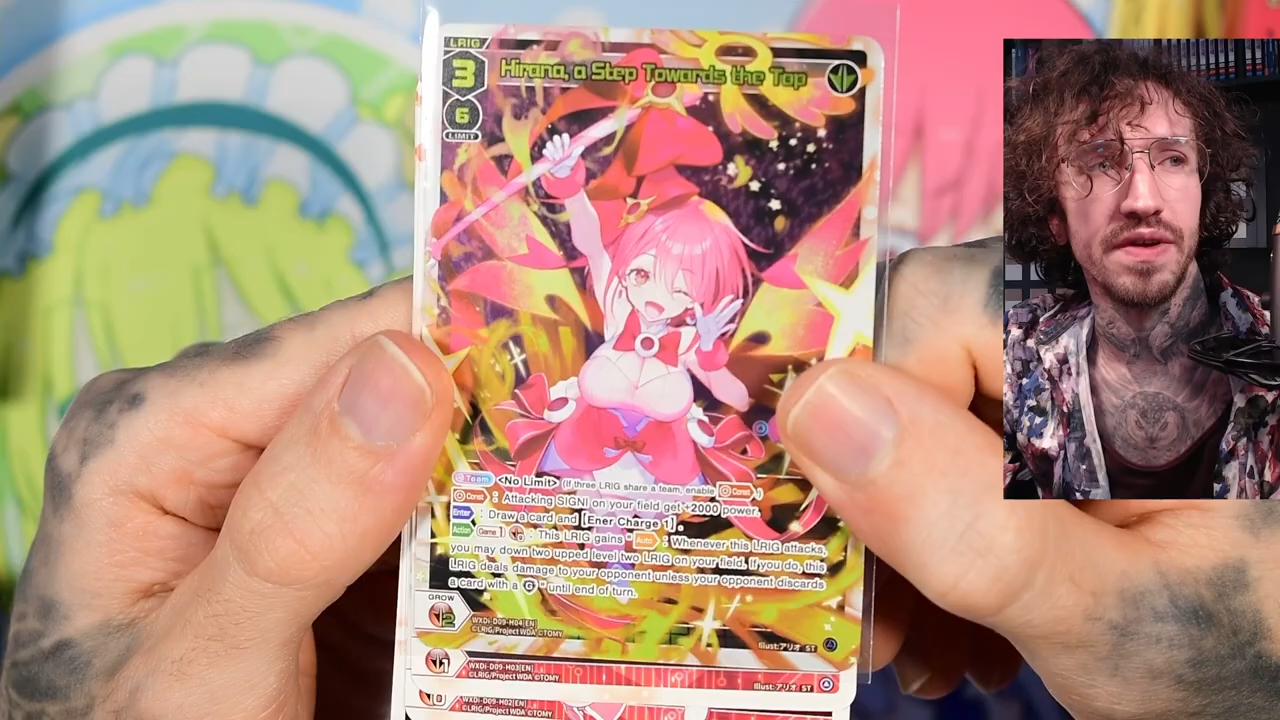 LRIG
3
Hirana, a Step Towards the Top
6
LIMIT
Team <No Limit> (If three LRIG share a team, enable Const .)
Const : Attacking SIGNI on your field get +2000 power.
Enter : Draw a card and [Ener Charge 1].
Action Game 1 : This LRIG gains "Auto : Whenever this LRIG attacks,
you may down two upped level two LRIG on your field. If you do, this
LRIG deals damage to your opponent unless your opponent discards
a card with a G " until end of turn.
GROW
2
WXDi-D09-H04[EN]
©LRIG/Project WDA ©TOMY
Illust:アリオ ST
1
WXDi-D09-H03[EN]
©LRIG/Project WDA ©TOMY
Illust:アリオ ST
0
WXDi-D09-H02[EN]
©LRIG/Project WDA ©TOMY